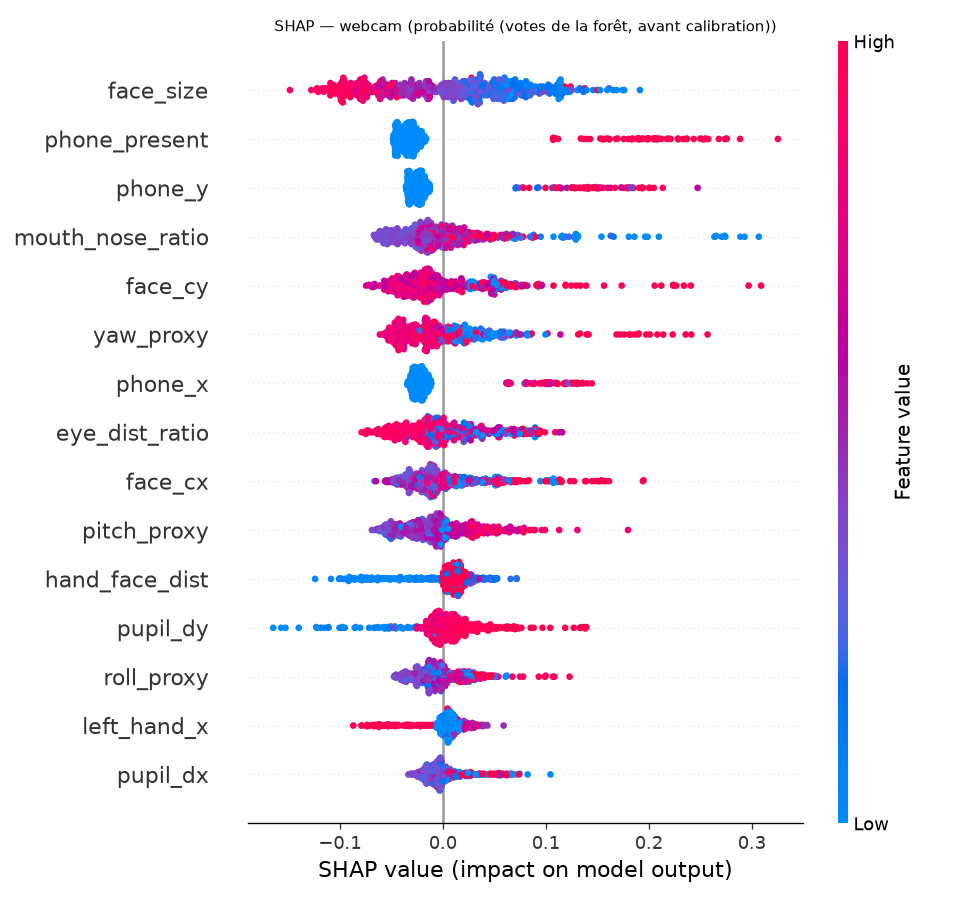 SHAP — webcam (probabilité (votes de la forêt, avant calibration))
High
face_size
phone_present
phone_y
mouth_nose_ratio
face_cy
yaw_proxy
phone_x
eye_dist_ratio
face_cx
pitch_proxy
hand_face_dist
pupil_dy
roll_proxy
left_hand_x
pupil_dx
Feature value
Low
−0.1 0.0 0.1 0.2 0.3
SHAP value (impact on model output)